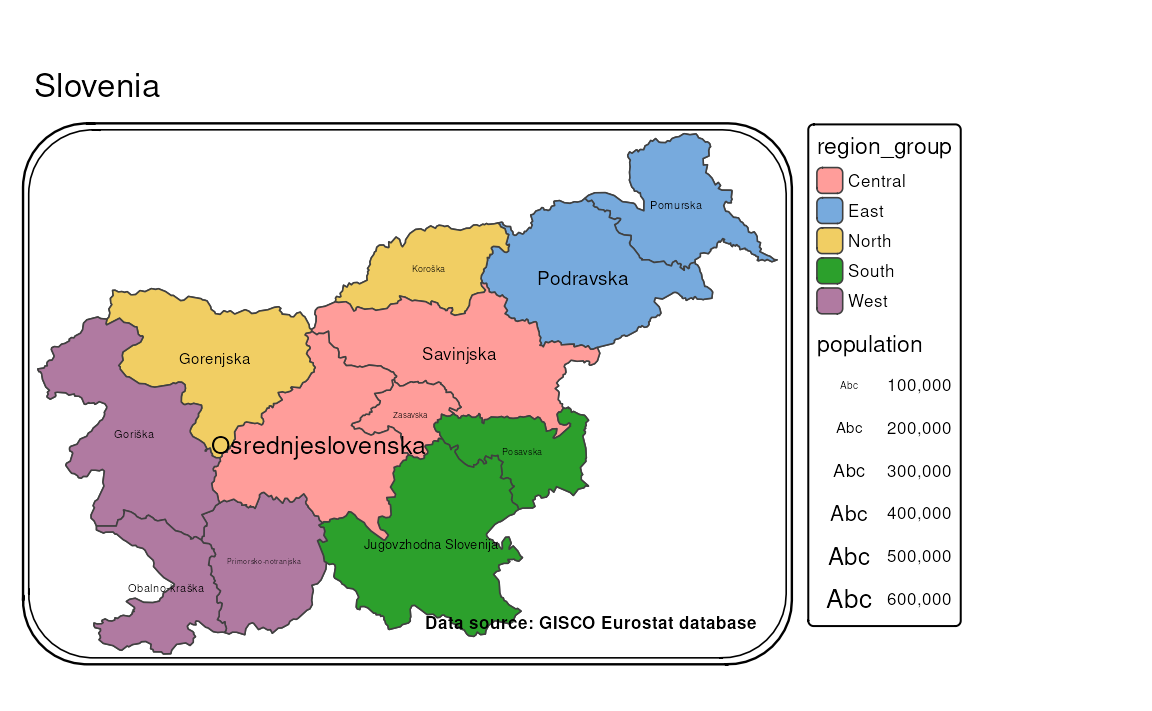 Slovenia
Pomurska
Koroška
Podravska
Gorenjska
Savinjska
Zasavska
Goriška
Osrednjeslovenska
Posavska
Jugovzhodna Slovenija
Primorsko-notranjska
Obalno-kraška
Data source: GISCO Eurostat database
region_group
Central
East
North
South
West
population
Abc 100,000
Abc 200,000
Abc 300,000
Abc 400,000
Abc 500,000
Abc 600,000